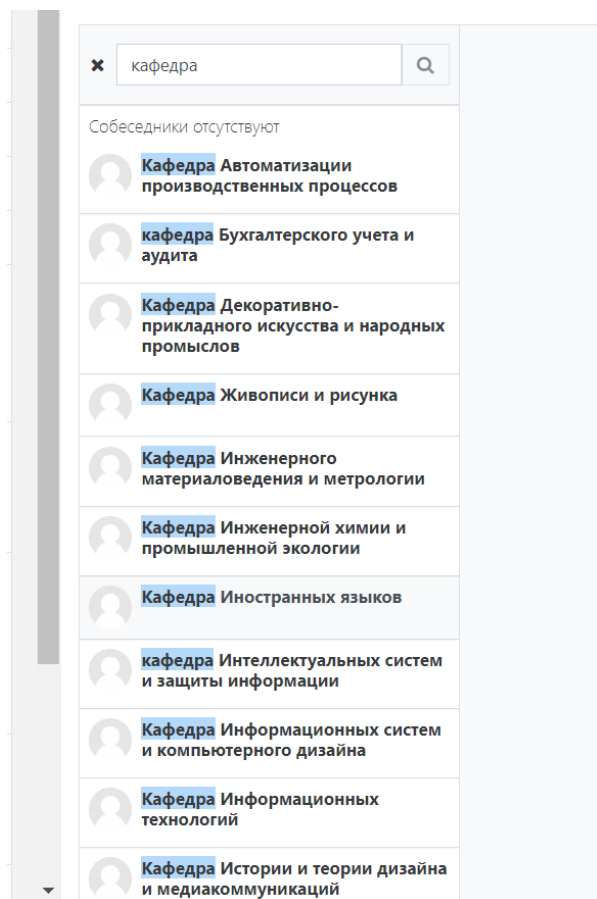 кафедра
Собеседники отсутствуют
Кафедра Автоматизации
производственных процессов
кафедра Бухгалтерского учета и
аудита
Кафедра Декоративно-
прикладного искусства и народных
промыслов
Кафедра Живописи и рисунка
Кафедра Инженерного
материаловедения и метрологии
Кафедра Инженерной химии и
промышленной экологии
Кафедра Иностранных языков
кафедра Интеллектуальных систем
и защиты информации
Кафедра Информационных систем
и компьютерного дизайна
Кафедра Информационных
технологий
Кафедра Истории и теории дизайна
и медиакоммуникаций